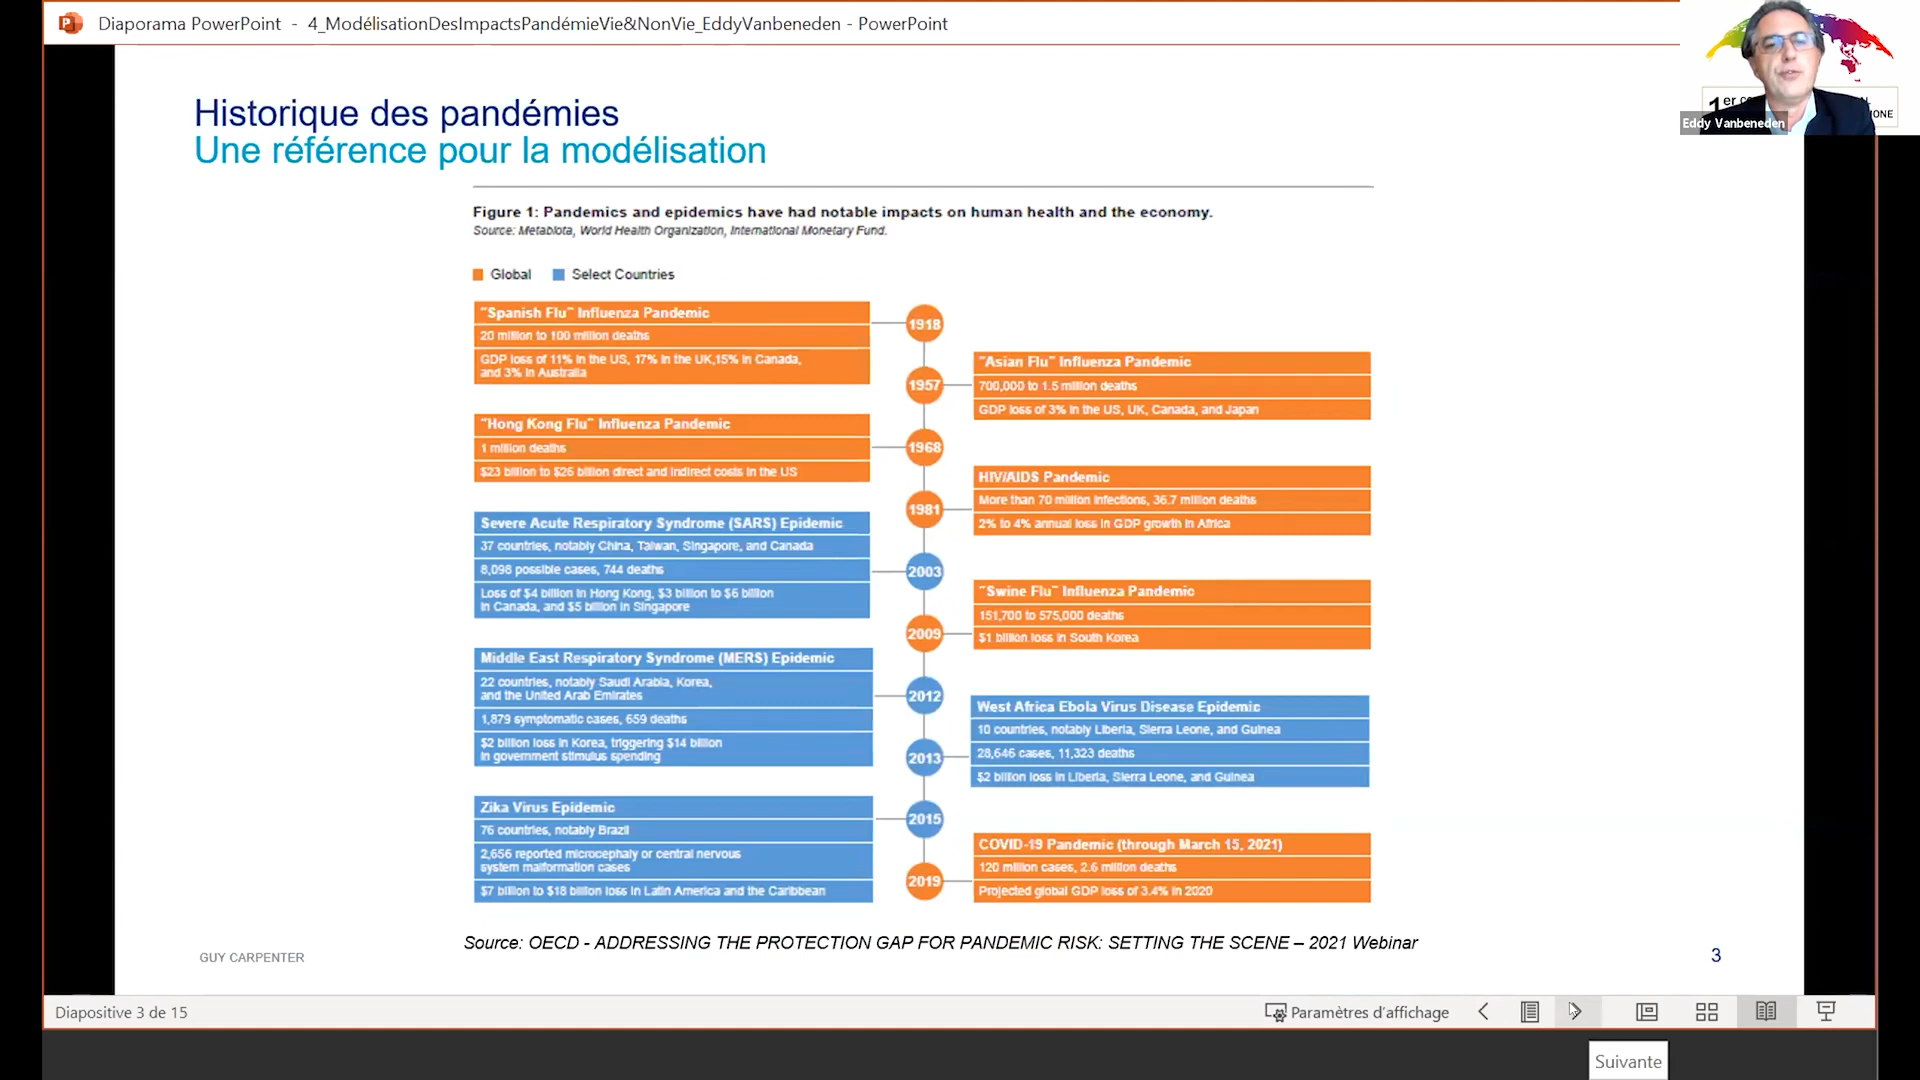 Diaporama PowerPoint - 4_ModélisationDesImpactsPandémieVie&NonVie_EddyVanbeneden - PowerPoint
1er
Eddy Vanbeneden
Historique des pandémies
Une référence pour la modélisation
Figure 1: Pandemics and epidemics have had notable impacts on human health and the economy.
Source: Metabiota, World Health Organization, International Monetary Fund.
Global
Select Countries
"Spanish Flu" Influenza Pandemic
20 million to 100 million deaths
GDP loss of 11% in the US, 17% in the UK,15% in Canada,
and 3% in Australia
1918
"Asian Flu" Influenza Pandemic
700,000 to 1.5 million deaths
GDP loss of 3% in the US, UK, Canada, and Japan
1957
"Hong Kong Flu" Influenza Pandemic
1 million deaths
$23 billion to $26 billion direct and indirect costs in the US
1968
HIV/AIDS Pandemic
More than 70 million infections, 36.7 million deaths
2% to 4% annual loss in GDP growth in Africa
1981
Severe Acute Respiratory Syndrome (SARS) Epidemic
37 countries, notably China, Taiwan, Singapore, and Canada
8,098 possible cases, 744 deaths
Loss of $4 billion in Hong Kong, $3 billion to $6 billion
in Canada, and $5 billion in Singapore
2003
"Swine Flu" Influenza Pandemic
151,700 to 575,000 deaths
$1 billion loss in South Korea
2009
Middle East Respiratory Syndrome (MERS) Epidemic
22 countries, notably Saudi Arabia, Korea,
and the United Arab Emirates
1,879 symptomatic cases, 659 deaths
$2 billion loss in Korea, triggering $14 billion
in government stimulus spending
2012
West Africa Ebola Virus Disease Epidemic
10 countries, notably Liberia, Sierra Leone, and Guinea
28,646 cases, 11,323 deaths
$2 billion loss in Liberia, Sierra Leone, and Guinea
2013
Zika Virus Epidemic
76 countries, notably Brazil
2,656 reported microcephaly or central nervous
system malformation cases
$7 billion to $18 billion loss in Latin America and the Caribbean
2015
COVID-19 Pandemic (through March 15, 2021)
120 million cases, 2.6 million deaths
Projected global GDP loss of 3.4% in 2020
2019
Source: OECD - ADDRESSING THE PROTECTION GAP FOR PANDEMIC RISK: SETTING THE SCENE – 2021 Webinar
GUY CARPENTER
3
Diapositive 3 de 15
Paramètres d'affichage
Suivante